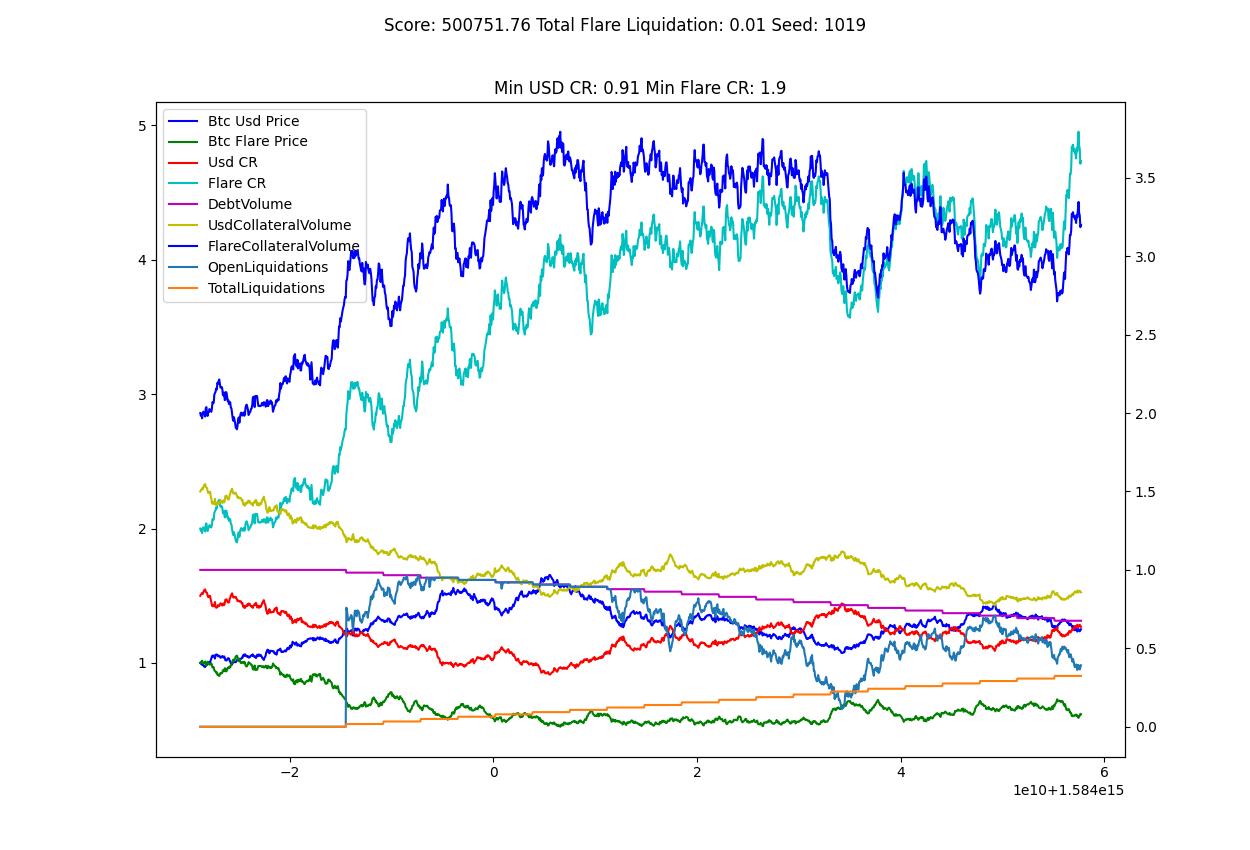 Score: 500751.76 Total Flare Liquidation: 0.01 Seed: 1019
Min USD CR: 0.91 Min Flare CR: 1.9
Btc Usd Price
Btc Flare Price
Usd CR
Flare CR
DebtVolume
UsdCollateralVolume
FlareCollateralVolume
OpenLiquidations
TotalLiquidations
5
4
3
2
1
3.5
3.0
2.5
2.0
1.5
1.0
0.5
0.0
−2 0 2 4 6
1e10+1.584e15